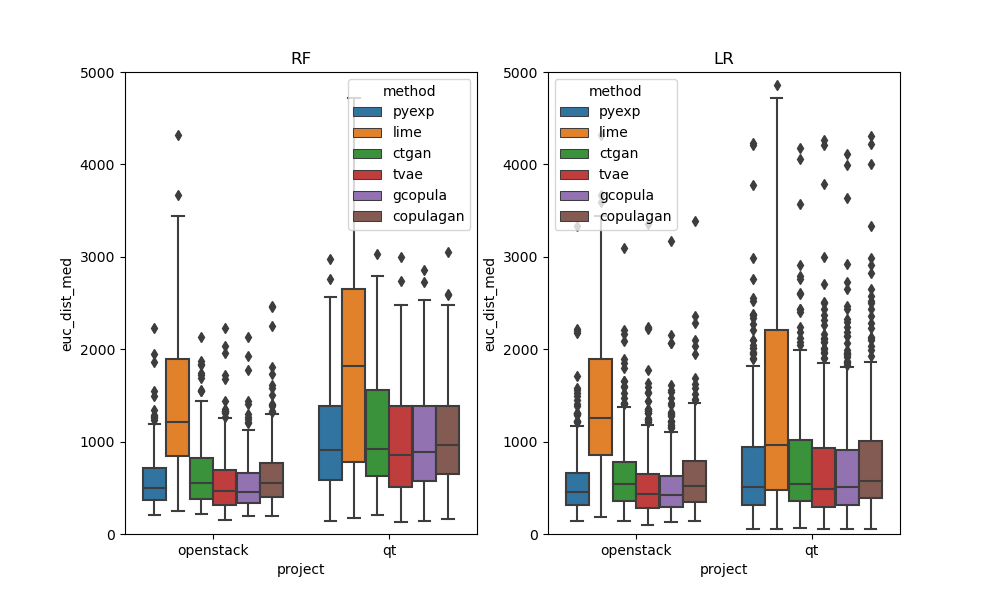 RF
euc_dist_med
5000
4000
3000
2000
1000
0
method
pyexp
lime
ctgan
tvae
gcopula
copulagan
openstack
qt
project
LR
euc_dist_med
5000
4000
3000
2000
1000
0
method
pyexp
lime
ctgan
tvae
gcopula
copulagan
openstack
qt
project